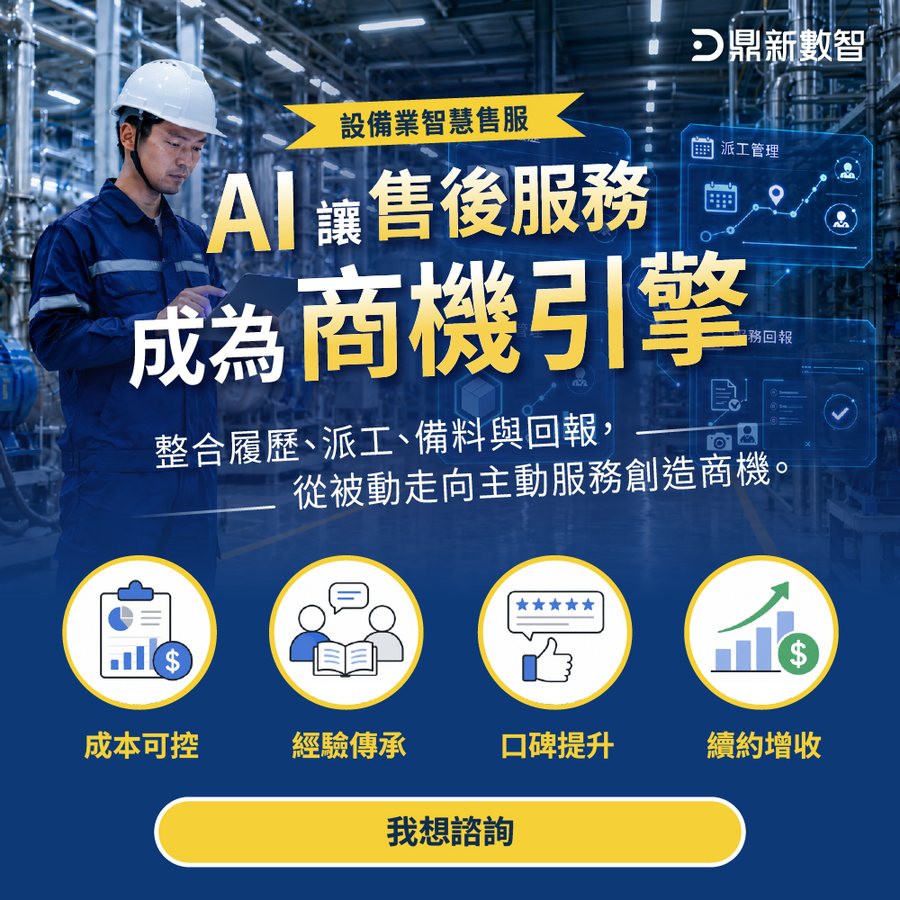 鼎新數智
設備業智慧售服
AI讓售後服務
成為商機引擎
派工管理
服務回報
整合履歷、派工、備料與回報，
從被動走向主動服務創造商機。
成本可控
經驗傳承
口碑提升
續約增收
我想諮詢